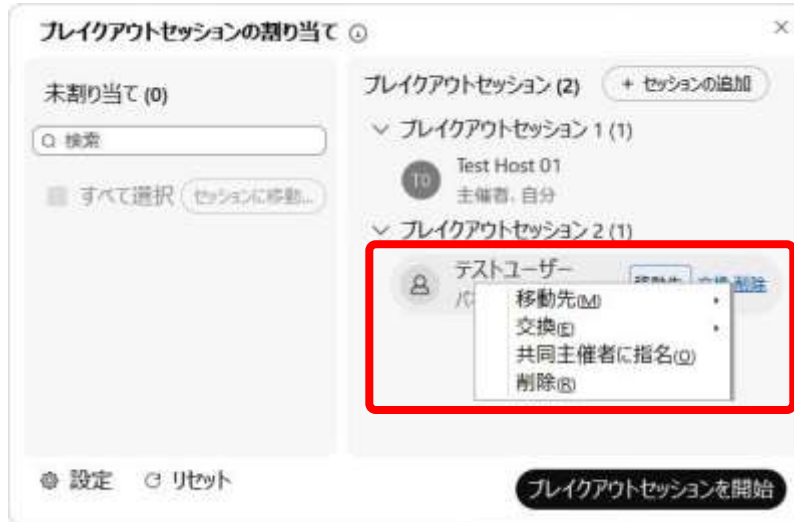 ブレイクアウトセッションの割り当て
未割り当て (0)
検索
すべて選択
セッションに移動...
ブレイクアウトセッション (2)
+ セッションの追加
ブレイクアウトセッション 1 (1)
TO
Test Host 01
主催者、自分
ブレイクアウトセッション 2 (1)
テストユーザー
移動先 交換 削除
移動先(M)
交換(E)
共同主催者に指名(O)
削除(R)
設定
リセット
ブレイクアウトセッションを開始